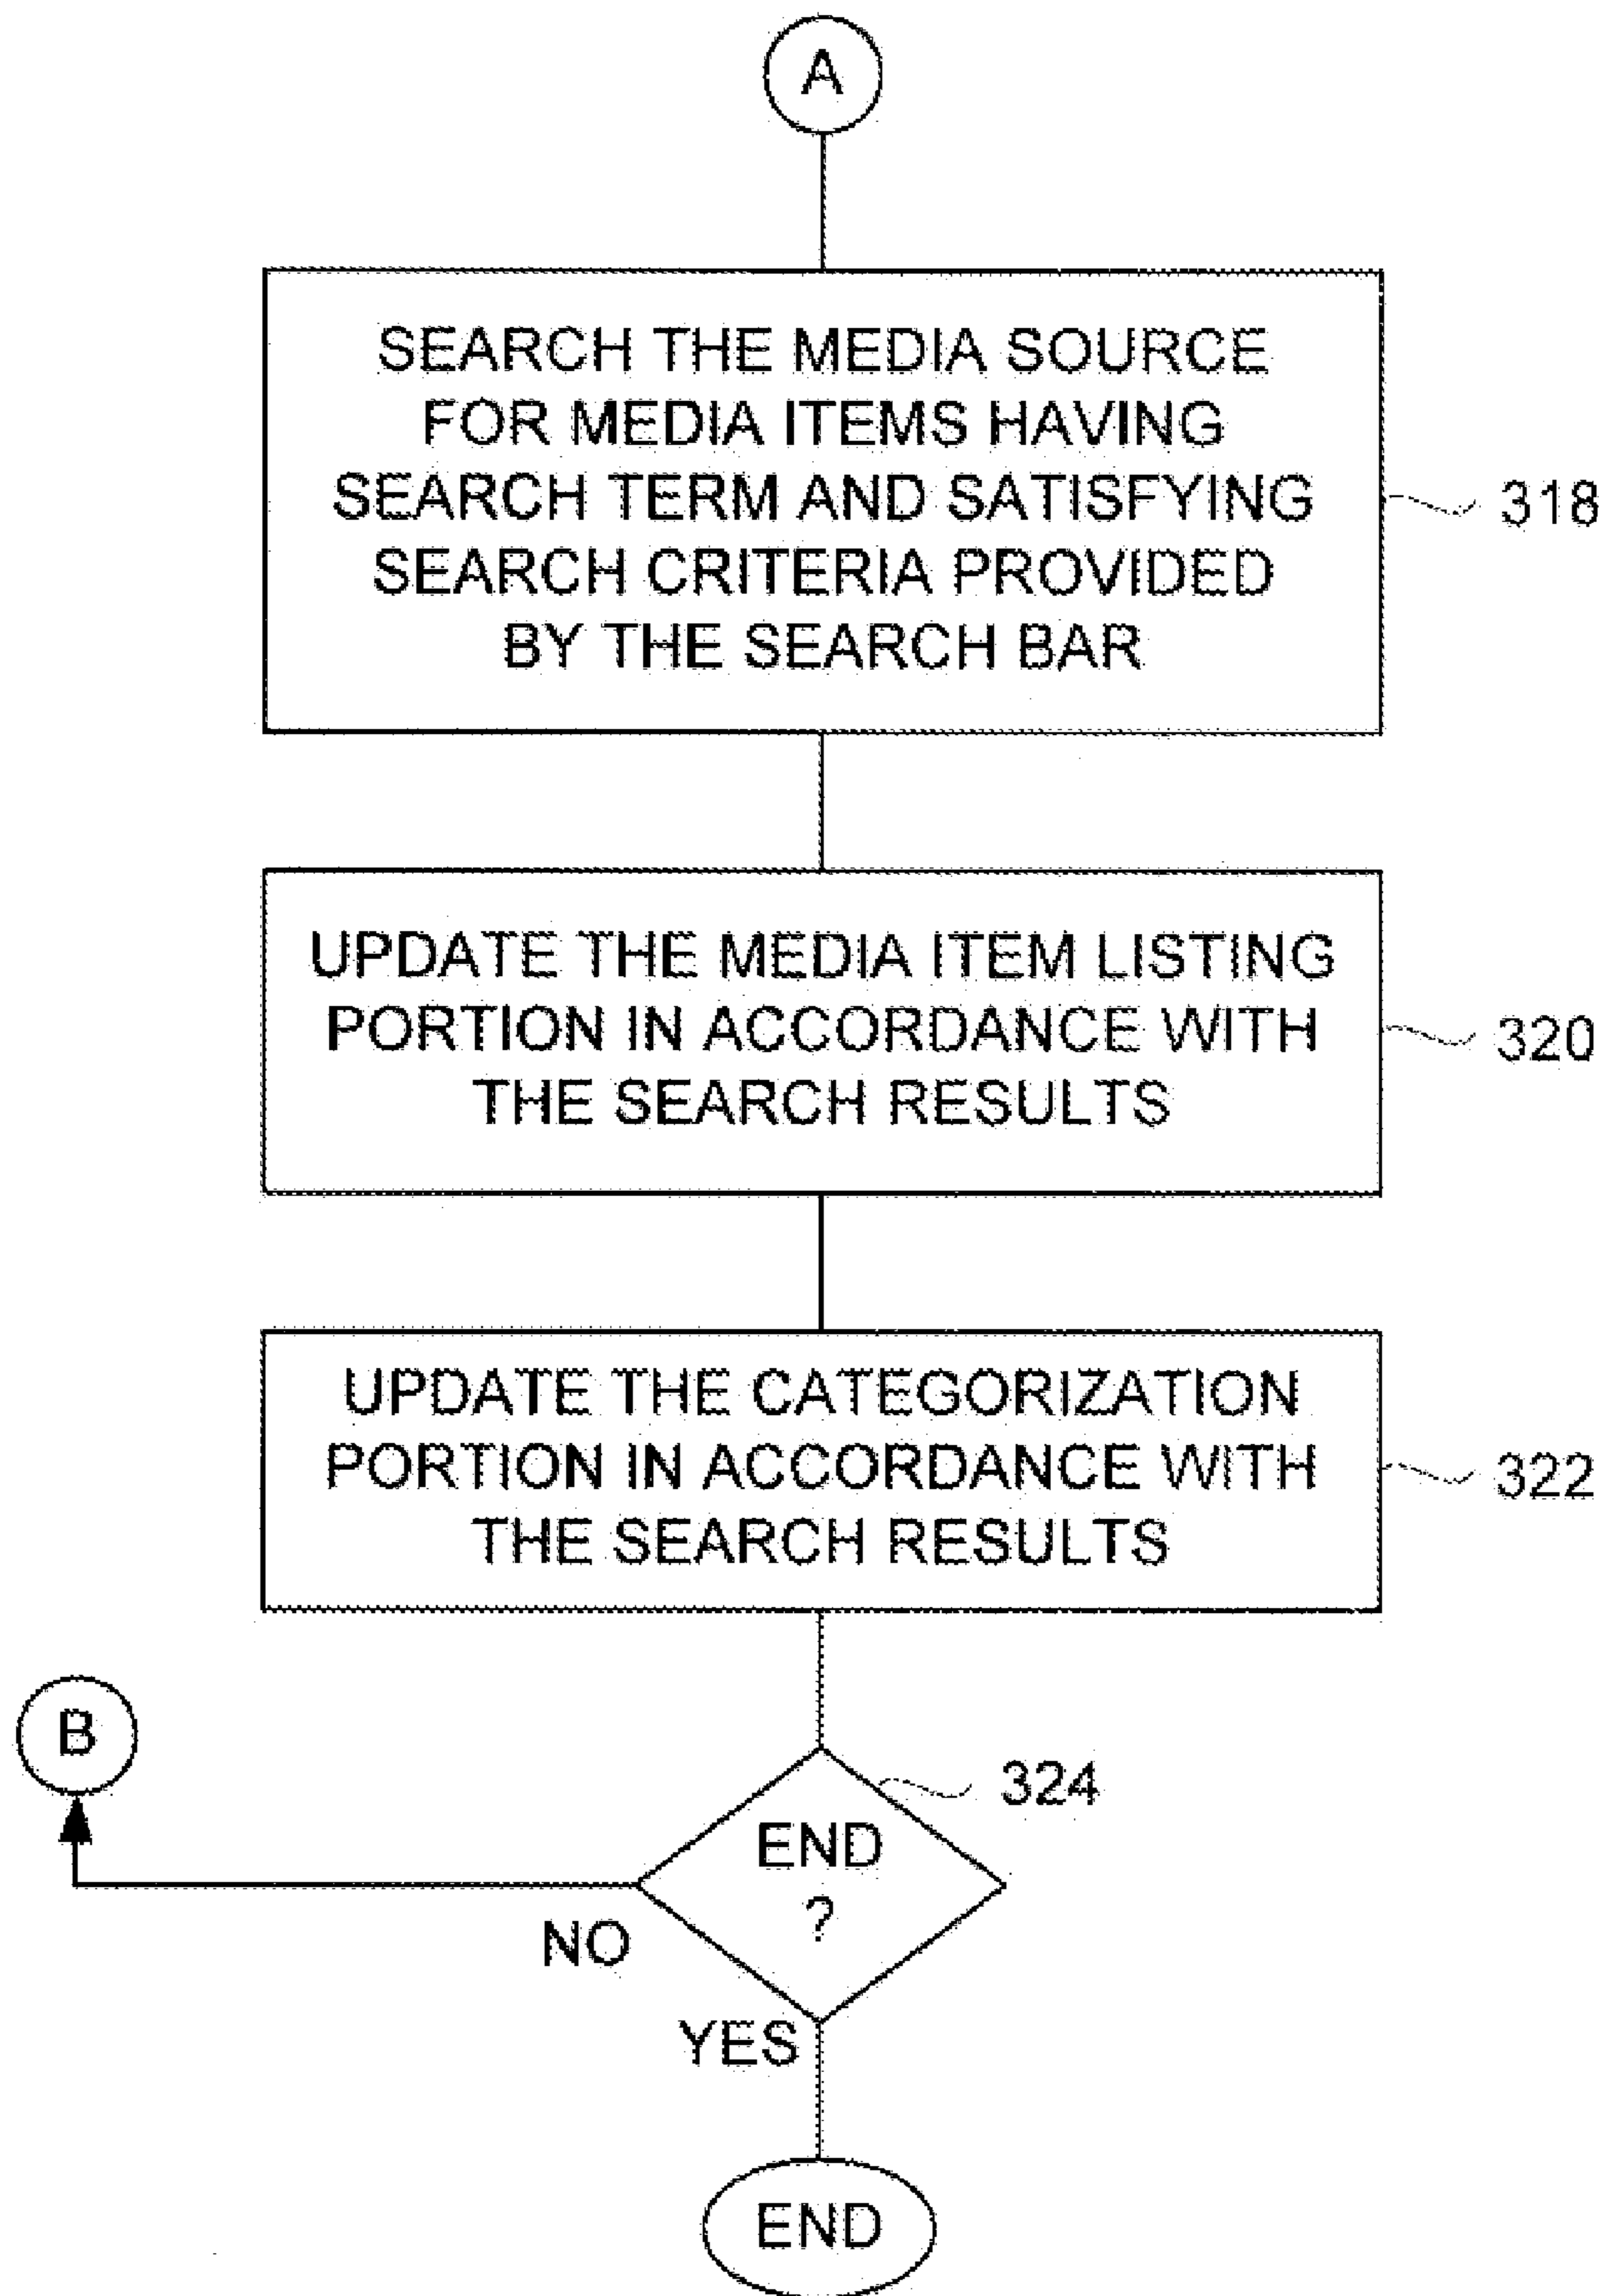 A
SEARCH THE MEDIA SOURCE
FOR MEDIA ITEMS HAVING
SEARCH TERM AND SATISFYING
SEARCH CRITERIA PROVIDED
BY THE SEARCH BAR
318
UPDATE THE MEDIA ITEM LISTING
PORTION IN ACCORDANCE WITH
THE SEARCH RESULTS
320
UPDATE THE CATEGORIZATION
PORTION IN ACCORDANCE WITH
THE SEARCH RESULTS
322
B
324
END
?
NO
YES
END